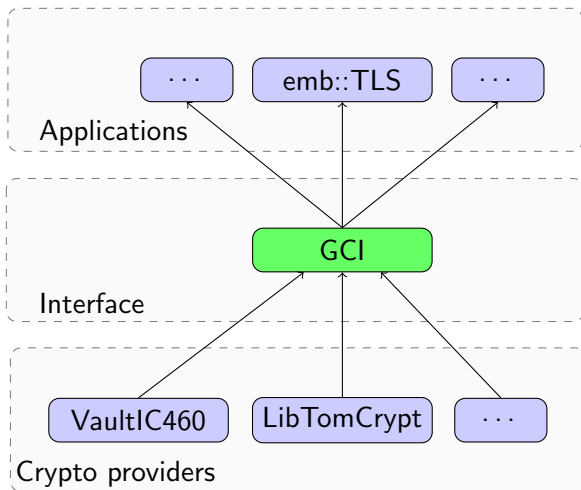 ··· emb::TLS ···
Applications
GCI
Interface
VaultIC460 LibTomCrypt ···
Crypto providers